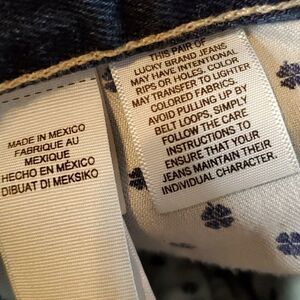 MADE IN MEXICO
FABRIQUE AU
MEXIQUE
HECHO EN MÉXICO
DIBUAT DI MEKSIKO
THIS PAIR OF
LUCKY BRAND JEANS
MAY HAVE INTENTIONAL
RIPS OR HOLES. COLOR
MAY TRANSFER TO LIGHTER
COLORED FABRICS.
AVOID PULLING UP BY
BELT LOOPS. SIMPLY
FOLLOW THE CARE
INSTRUCTIONS TO
ENSURE THAT YOUR
JEANS MAINTAIN THEIR
INDIVIDUAL CHARACTER.